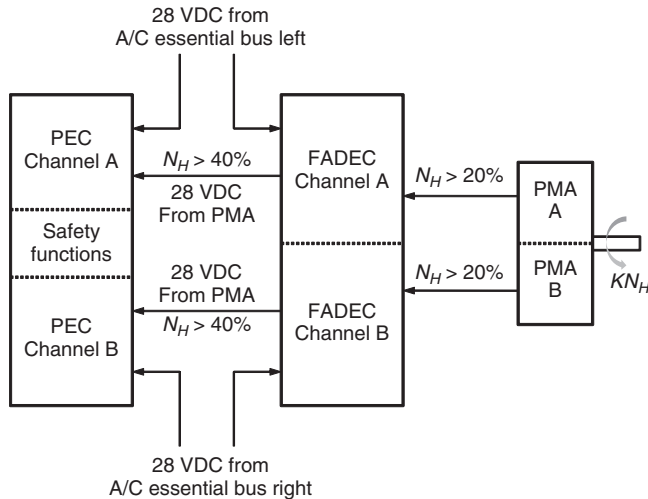 28 VDC from
A/C essential bus left
PEC
Channel A
N_H > 40%
28 VDC
From PMA
FADEC
Channel A
N_H > 20%
PMA
A
Safety
functions
28 VDC
From PMA
N_H > 40%
PEC
Channel B
FADEC
Channel B
N_H > 20%
PMA
B
KN_H
28 VDC from
A/C essential bus right